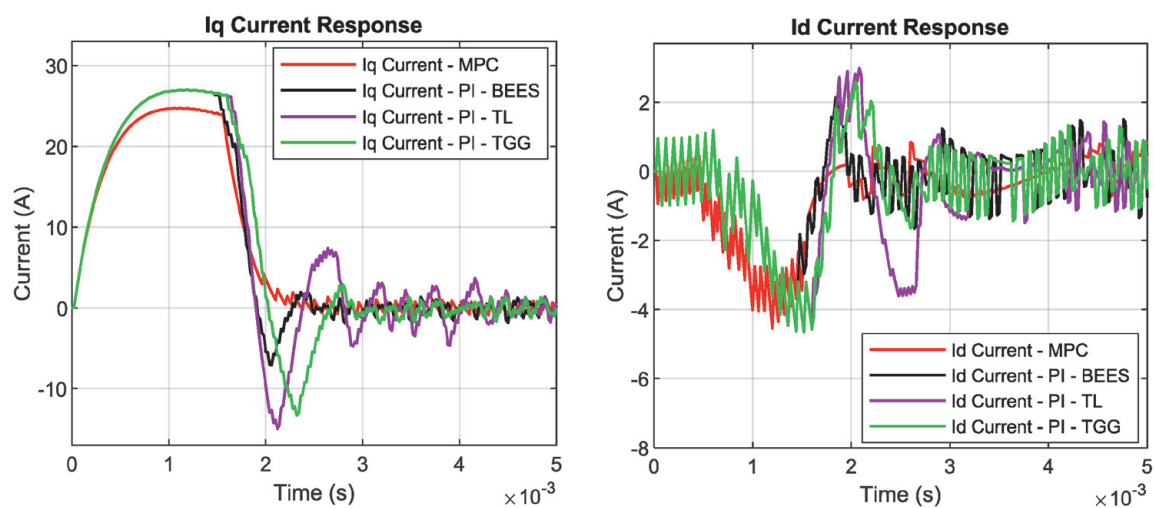 Iq Current Response
Iq Current - MPC
Iq Current - PI - BEES
Iq Current - PI - TL
Iq Current - PI - TGG
Current (A)
30
20
10
0
-10
0 1 2 3 4 5
Time (s)
×10⁻³
Id Current Response
Current (A)
2
0
-2
-4
-6
-8
Id Current - MPC
Id Current - PI - BEES
Id Current - PI - TL
Id Current - PI - TGG
0 1 2 3 4 5
Time (s)
×10⁻³